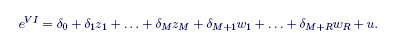 e^{VI} = δ_0 + δ_1z_1 + … + δ_Mz_M + δ_{M+1}w_1 + … + δ_{M+R}w_R + u.